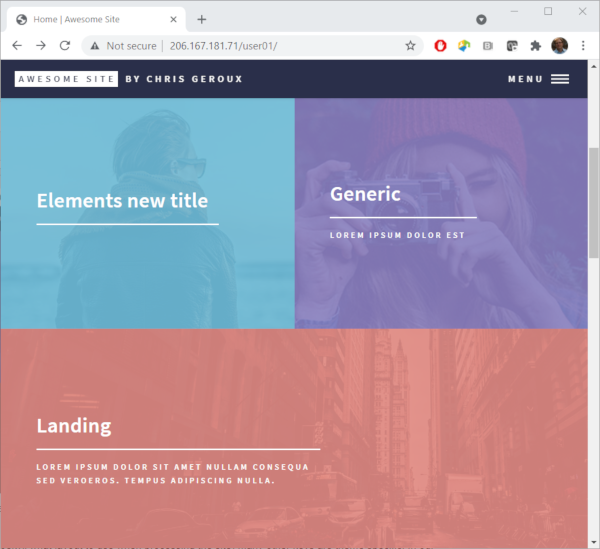 Home | Awesome Site
Not secure | 206.167.181.71/user01/
AWESOME SITE BY CHRIS GEROUX
MENU
Elements new title
Generic
LOREM IPSUM DOLOR EST
Landing
LOREM IPSUM DOLOR SIT AMET NULLAM CONSEQUA
SED VEROEROS. TEMPUS ADIPISCING NULLA.